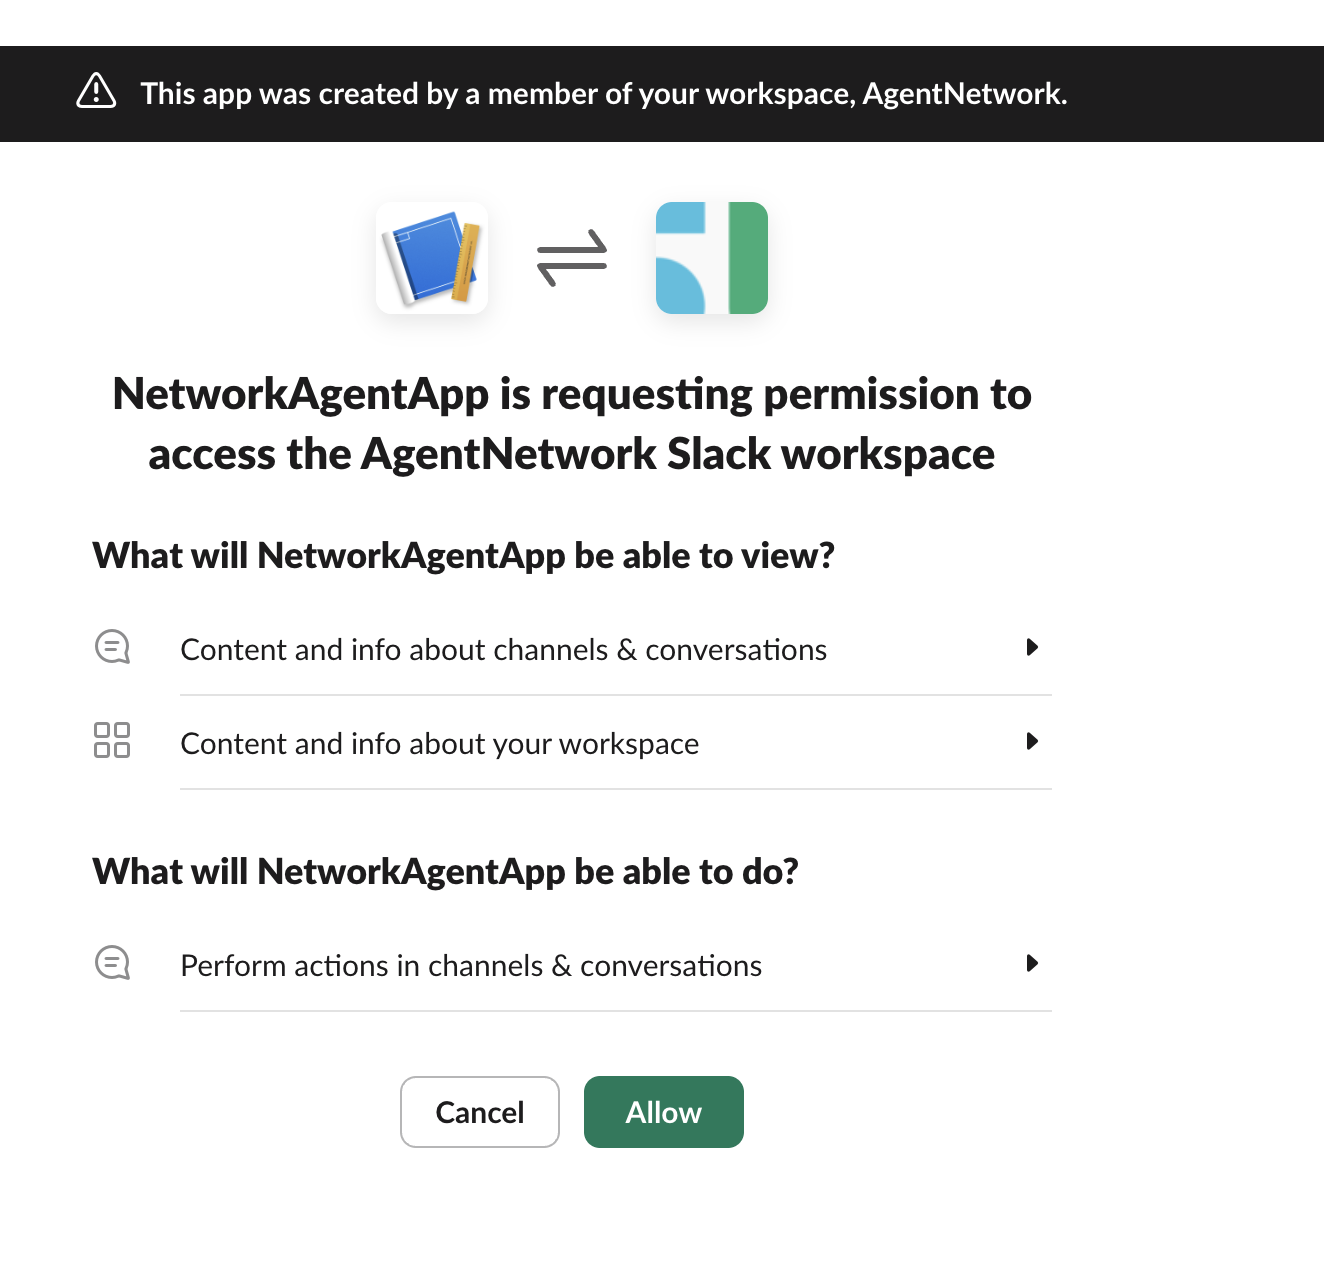 This app was created by a member of your workspace, AgentNetwork.
NetworkAgentApp is requesting permission to
access the AgentNetwork Slack workspace
What will NetworkAgentApp be able to view?
Content and info about channels & conversations
Content and info about your workspace
What will NetworkAgentApp be able to do?
Perform actions in channels & conversations
Cancel
Allow